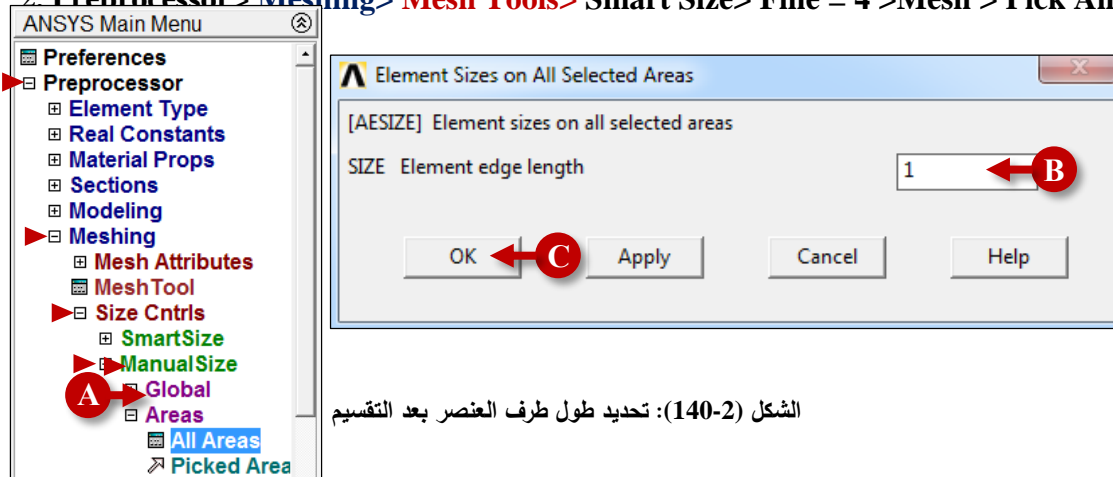 2. Preprocessor> Meshing> Mesh Tools> Smart Size> Fine = 4 >Mesh > Pick All
ANSYS Main Menu
Preferences
Preprocessor
Element Type
Real Constants
Material Props
Sections
Modeling
Meshing
Mesh Attributes
MeshTool
Size Cntrls
SmartSize
ManualSize
A
Global
Areas
All Areas
Picked Area
Element Sizes on All Selected Areas
X
[AESIZE] Element sizes on all selected areas
SIZE Element edge length
1
B
OK
C
Apply
Cancel
Help
الشكل (2-140): تحديد طول طرف العنصر بعد التقسيم